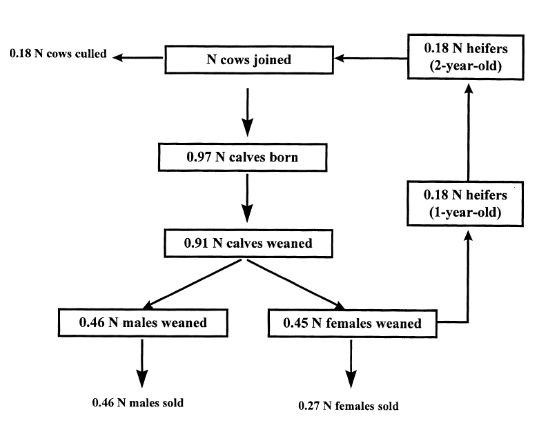 0.18 N cows culled
N cows joined
0.18 N heifers
(2-year-old)
0.97 N calves born
0.18 N heifers
(1-year-old)
0.91 N calves weaned
0.46 N males weaned
0.45 N females weaned
0.46 N males sold
0.27 N females sold